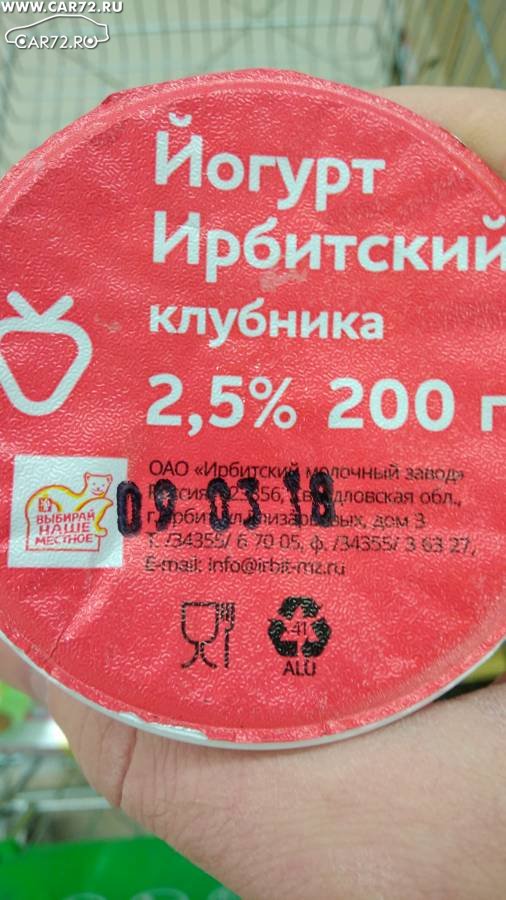 WWW.CAR72.RU
CAR72.RU
Йогурт
Ирбитский
клубника
2,5% 200 г
ОАО «Ирбитский молочный завод»
Россия, 623856, Свердловская обл.,
дом 3
Т. /34355/ 6 70 05, ф. /34355/ 3 63 27,
E-mail: info@irbit-mz.ru
ВЫБИРАЙ
НАШЕ
МЕСТНОЕ
09 03 18
41
ALU